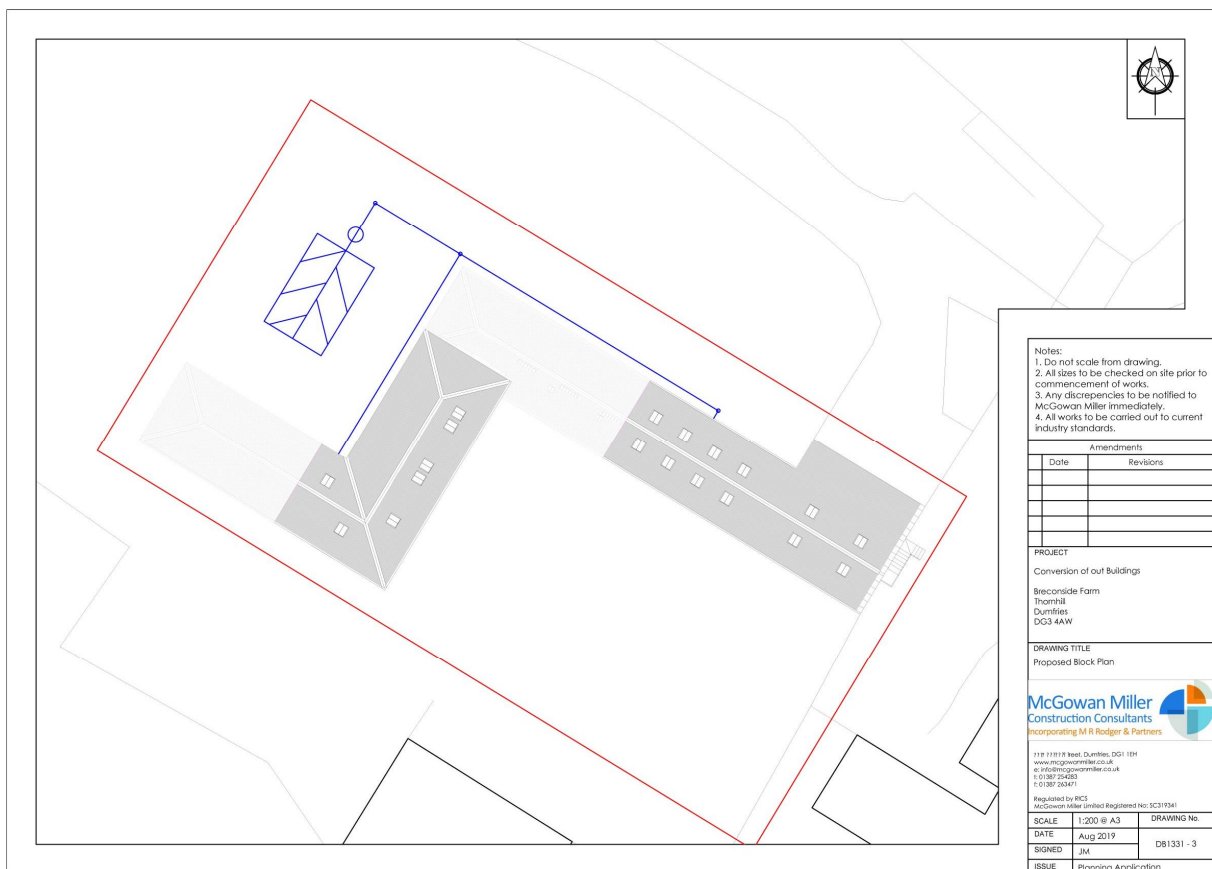 N
Notes:
1. Do not scale from drawing.
2. All sizes to be checked on site prior to
commencement of works.
3. Any discrepencies to be notified to
McGowan Miller immediately.
4. All works to be carried out to current
industry standards.
Amendments
Date Revisions
PROJECT
Conversion of out Buildings
Breconside Farm
Thornhill
Dumfries
DG3 4AW
DRAWING TITLE
Proposed Block Plan
McGowan Miller
Construction Consultants
Incorporating M R Rodger & Partners
Dumfries, DG1 1EH
www.mcgowanmiller.co.uk
e: info@mcgowanmiller.co.uk
t: 01387 254283
f: 01387 263471
Regulated by RICS
McGowan Miller Limited Registered No: SC319341
SCALE 1:200 @ A3 DRAWING No.
DATE Aug 2019
DB1331 - 3
SIGNED JM
ISSUE Planning Application